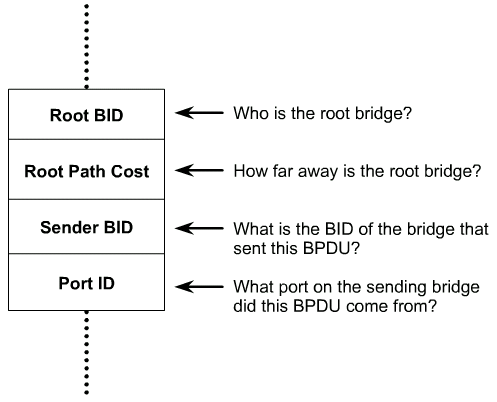 Root BID
Who is the root bridge?
Root Path Cost
How far away is the root bridge?
Sender BID
What is the BID of the bridge that
sent this BPDU?
Port ID
What port on the sending bridge
did this BPDU come from?